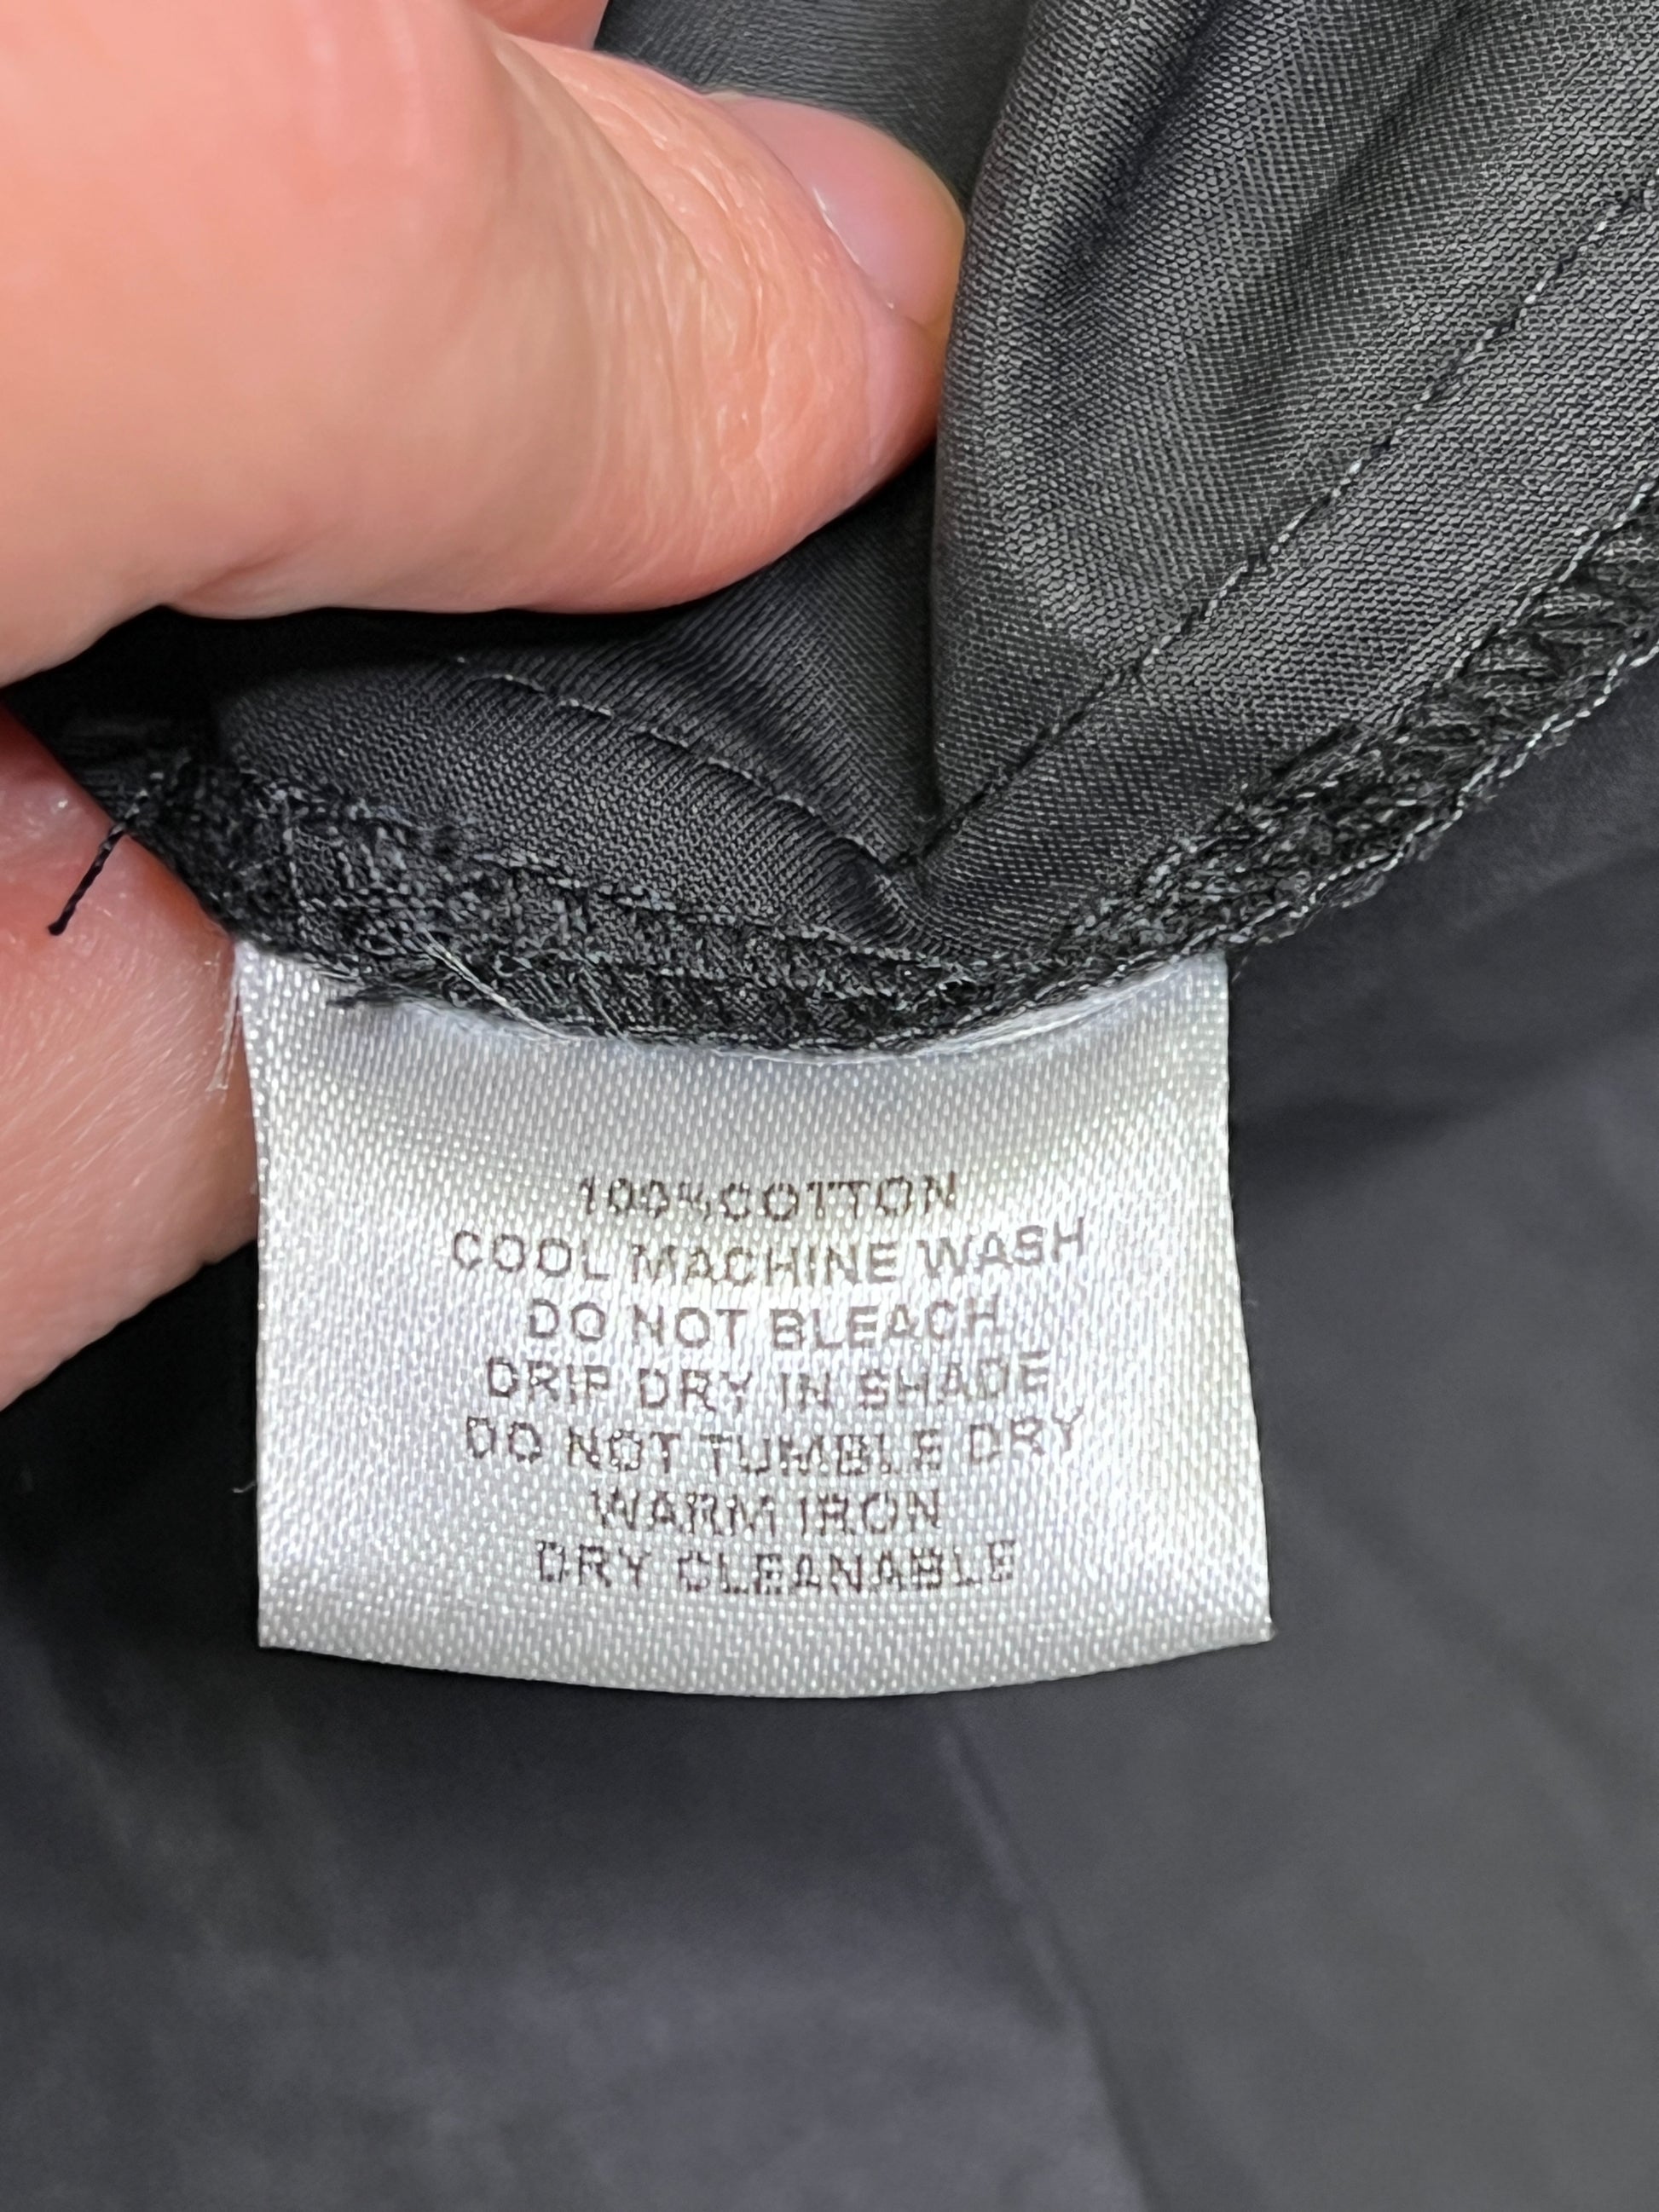 100%COTTON
COOL MACHINE WASH
DO NOT BLEACH
DRIP DRY IN SHADE
DO NOT TUMBLE DRY
WARM IRON
DRY CLEANABLE